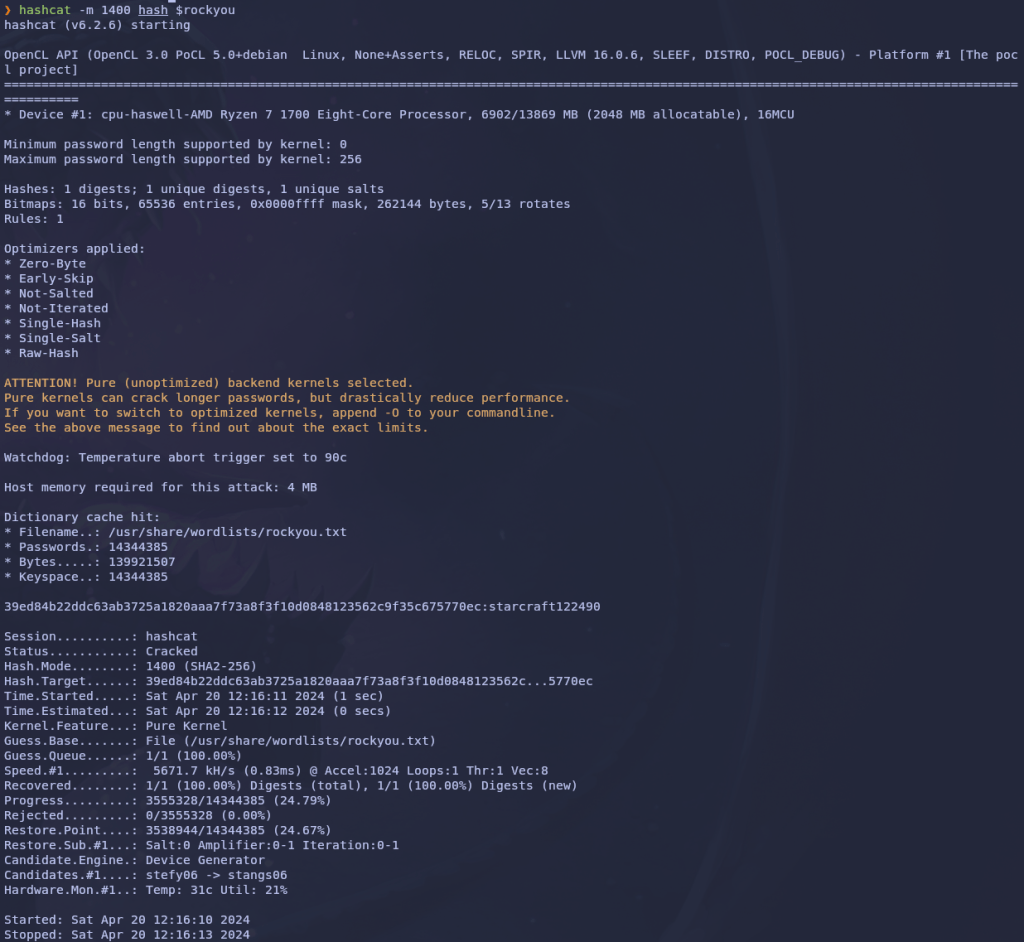 ❯ hashcat -m 1400 hash $rockyou
hashcat (v6.2.6) starting
OpenCL API (OpenCL 3.0 PoCL 5.0+debian  Linux, None+Asserts, RELOC, SPIR, LLVM 16.0.6, SLEEF, DISTRO, POCL_DEBUG) - Platform #1 [The poc
l project]
========================================================================================================================================
==========
* Device #1: cpu-haswell-AMD Ryzen 7 1700 Eight-Core Processor, 6902/13869 MB (2048 MB allocatable), 16MCU
Minimum password length supported by kernel: 0
Maximum password length supported by kernel: 256
Hashes: 1 digests; 1 unique digests, 1 unique salts
Bitmaps: 16 bits, 65536 entries, 0x0000ffff mask, 262144 bytes, 5/13 rotates
Rules: 1
Optimizers applied:
* Zero-Byte
* Early-Skip
* Not-Salted
* Not-Iterated
* Single-Hash
* Single-Salt
* Raw-Hash
ATTENTION! Pure (unoptimized) backend kernels selected.
Pure kernels can crack longer passwords, but drastically reduce performance.
If you want to switch to optimized kernels, append -O to your commandline.
See the above message to find out about the exact limits.
Watchdog: Temperature abort trigger set to 90c
Host memory required for this attack: 4 MB
Dictionary cache hit:
* Filename..: /usr/share/wordlists/rockyou.txt
* Passwords.: 14344385
* Bytes.....: 139921507
* Keyspace..: 14344385
39ed84b22ddc63ab3725a1820aaa7f73a8f3f10d0848123562c9f35c675770ec:starcraft122490
Session..........: hashcat
Status...........: Cracked
Hash.Mode........: 1400 (SHA2-256)
Hash.Target......: 39ed84b22ddc63ab3725a1820aaa7f73a8f3f10d0848123562c...5770ec
Time.Started.....: Sat Apr 20 12:16:11 2024 (1 sec)
Time.Estimated...: Sat Apr 20 12:16:12 2024 (0 secs)
Kernel.Feature...: Pure Kernel
Guess.Base.......: File (/usr/share/wordlists/rockyou.txt)
Guess.Queue......: 1/1 (100.00%)
Speed.#1.........:  5671.7 kH/s (0.83ms) @ Accel:1024 Loops:1 Thr:1 Vec:8
Recovered........: 1/1 (100.00%) Digests (total), 1/1 (100.00%) Digests (new)
Progress.........: 3555328/14344385 (24.79%)
Rejected.........: 0/3555328 (0.00%)
Restore.Point....: 3538944/14344385 (24.67%)
Restore.Sub.#1...: Salt:0 Amplifier:0-1 Iteration:0-1
Candidate.Engine.: Device Generator
Candidates.#1....: stefy06 -> stangs06
Hardware.Mon.#1..: Temp: 31c Util: 21%
Started: Sat Apr 20 12:16:10 2024
Stopped: Sat Apr 20 12:16:13 2024